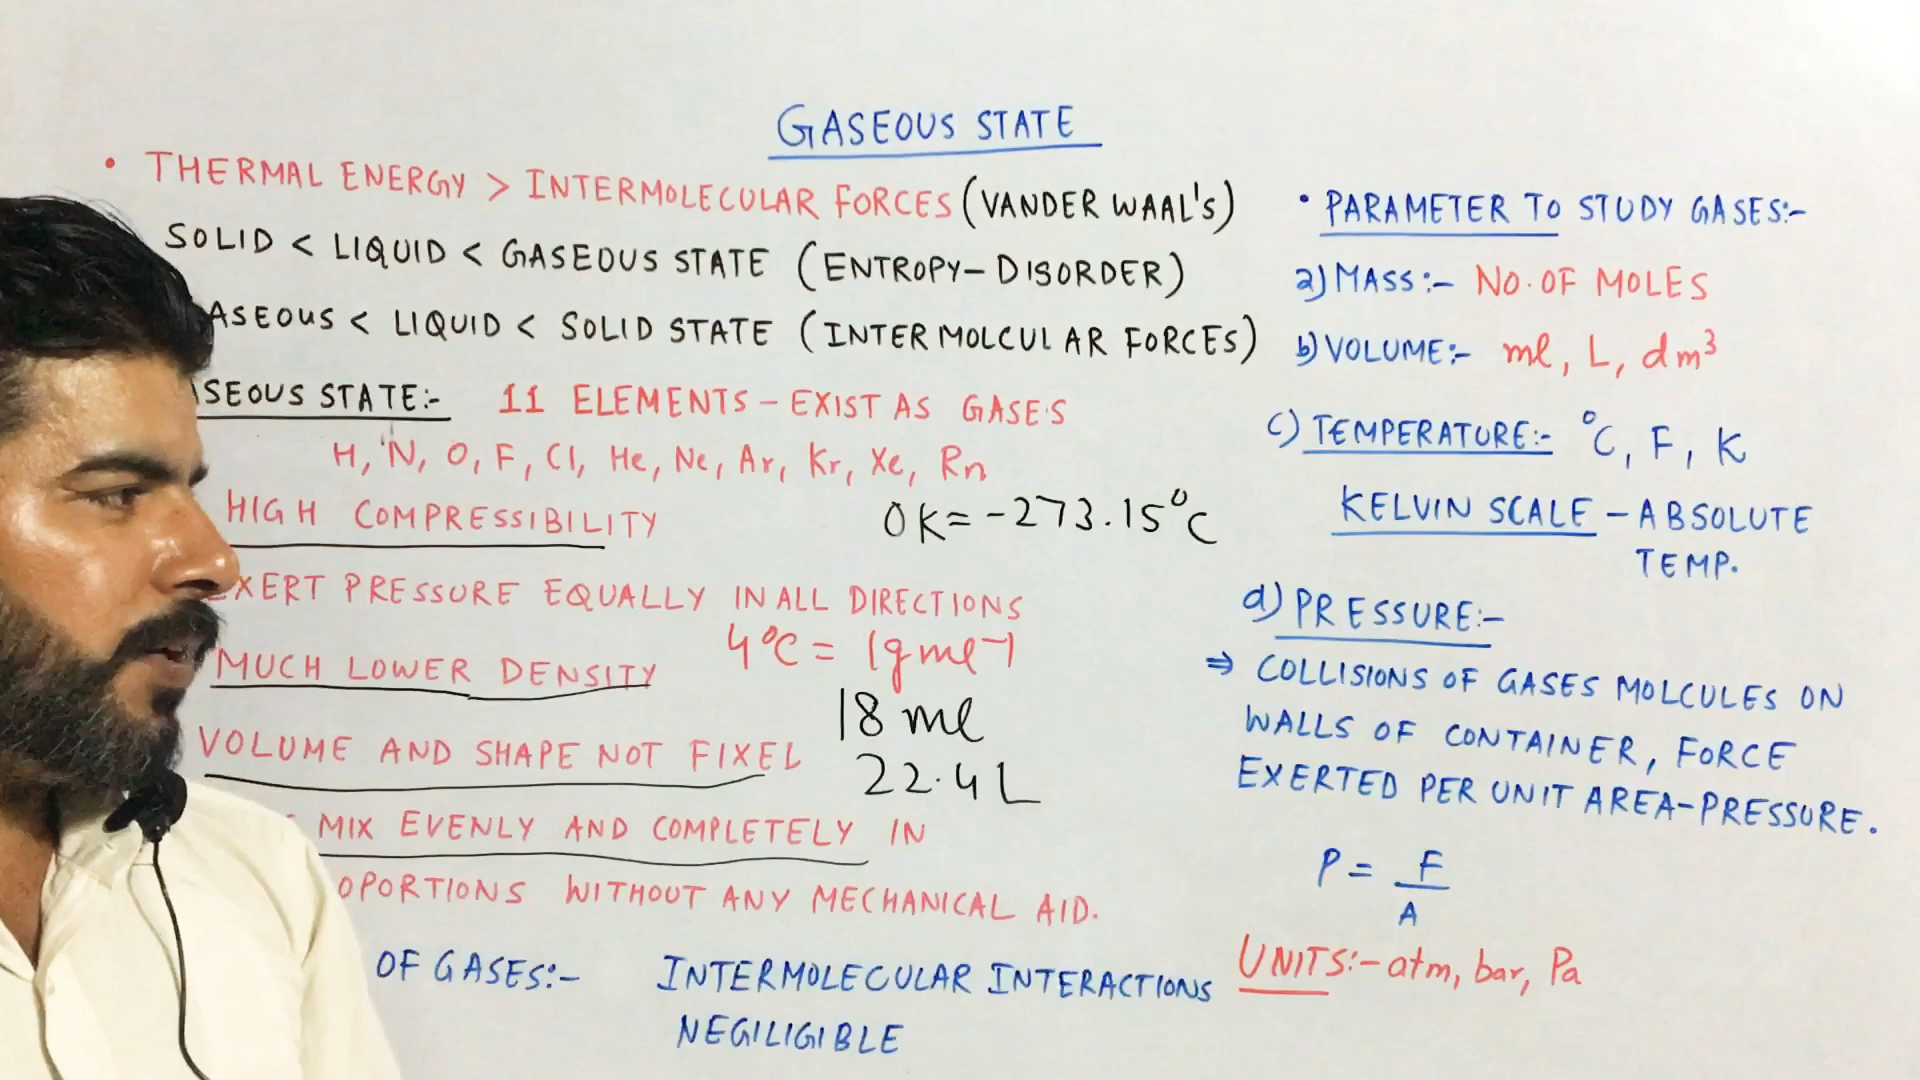 GASEOUS STATE
• THERMAL ENERGY > INTERMOLECULAR FORCES (VANDER WAAL'S)
SOLID < LIQUID < GASEOUS STATE (ENTROPY-DISORDER)
ASEOUS < LIQUID < SOLID STATE (INTERMOLCULAR FORCES)
SEOUS STATE:- 11 ELEMENTS - EXIST AS GASES
H, N, O, F, Cl, He, Ne, Ar, Kr, Xe, Rn
HIGH COMPRESSIBILITY
0K = -273.15°C
XERT PRESSURE EQUALLY IN ALL DIRECTIONS
4°C = 1g ml⁻¹
MUCH LOWER DENSITY
18 ml
VOLUME AND SHAPE NOT FIXEL
22.4 L
MIX EVENLY AND COMPLETELY IN
OPORTIONS WITHOUT ANY MECHANICAL AID.
OF GASES:- INTERMOLECULAR INTERACTIONS
NEGILIGIBLE
• PARAMETER TO STUDY GASES:-
a) MASS:- NO. OF MOLES
b) VOLUME:- ml, L, dm³
c) TEMPERATURE:- °C, F, K
KELVIN SCALE - ABSOLUTE
TEMP.
d) PRESSURE:-
⇒ COLLISIONS OF GASES MOLCULES ON
WALLS OF CONTAINER, FORCE
EXERTED PER UNIT AREA-PRESSURE.
P = F/A
UNITS:- atm, bar, Pa